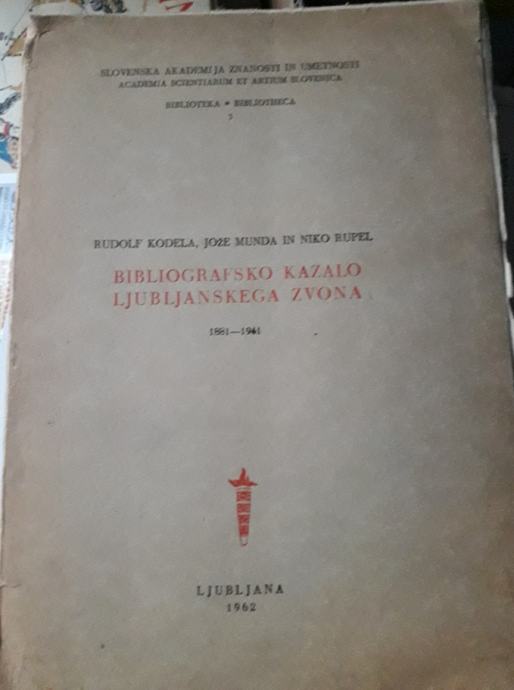 SLOVENSKA AKADEMIJA ZNANOSTI IN UMETNOSTI
ACADEMIA SCIENTIARUM ET ARTIUM SLOVENICA
BIBLIOTEKA * BIBLIOTHECA
5
RUDOLF KODELA, JOŽE MUNDA IN NIKO RUPEL
BIBLIOGRAFSKO KAZALO
LJUBLJANSKEGA ZVONA
1881—1941
LJUBLJANA
1962